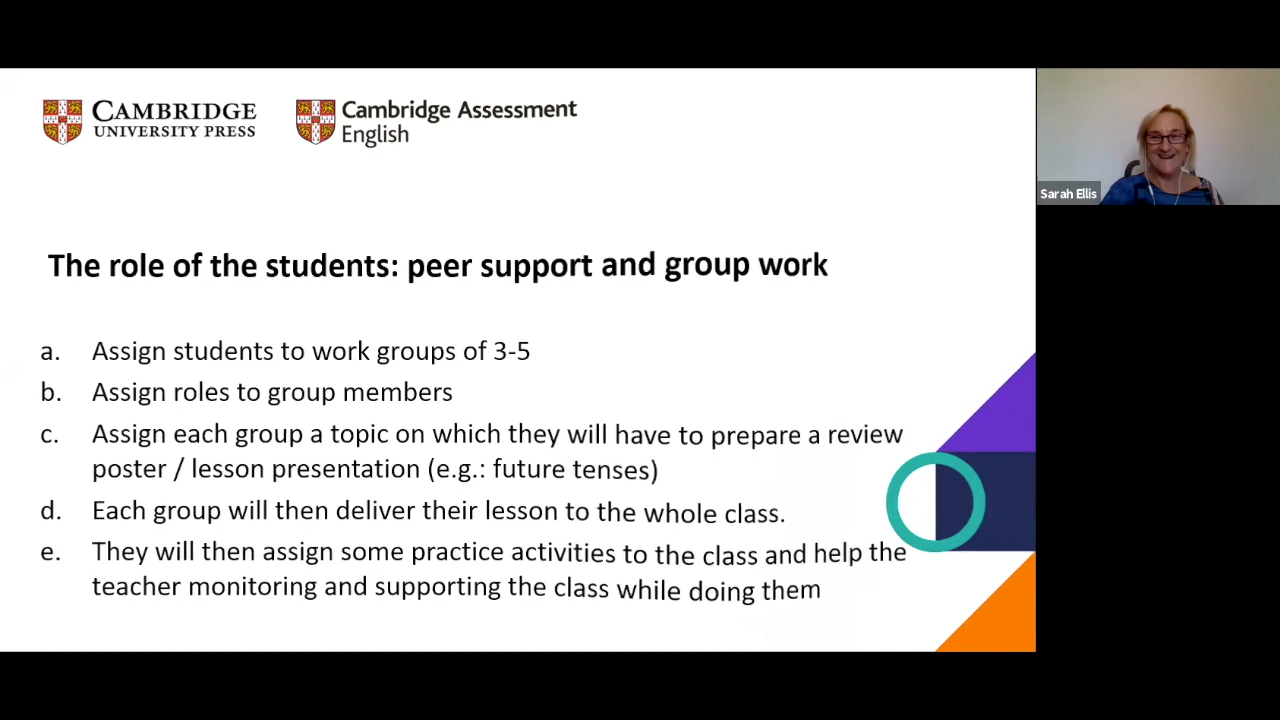 CAMBRIDGE
UNIVERSITY PRESS
Cambridge Assessment
English
Sarah Ellis
The role of the students: peer support and group work
a. Assign students to work groups of 3-5
b. Assign roles to group members
c. Assign each group a topic on which they will have to prepare a review
poster / lesson presentation (e.g.: future tenses)
d. Each group will then deliver their lesson to the whole class.
e. They will then assign some practice activities to the class and help the
teacher monitoring and supporting the class while doing them